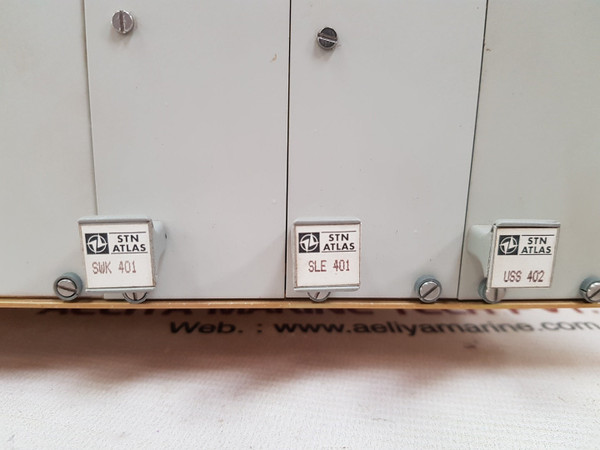 STN
ATLAS
SWK 401
STN
ATLAS
SLE 401
STN
ATLAS
USS 402
Web. : www.aeliyamarine.com